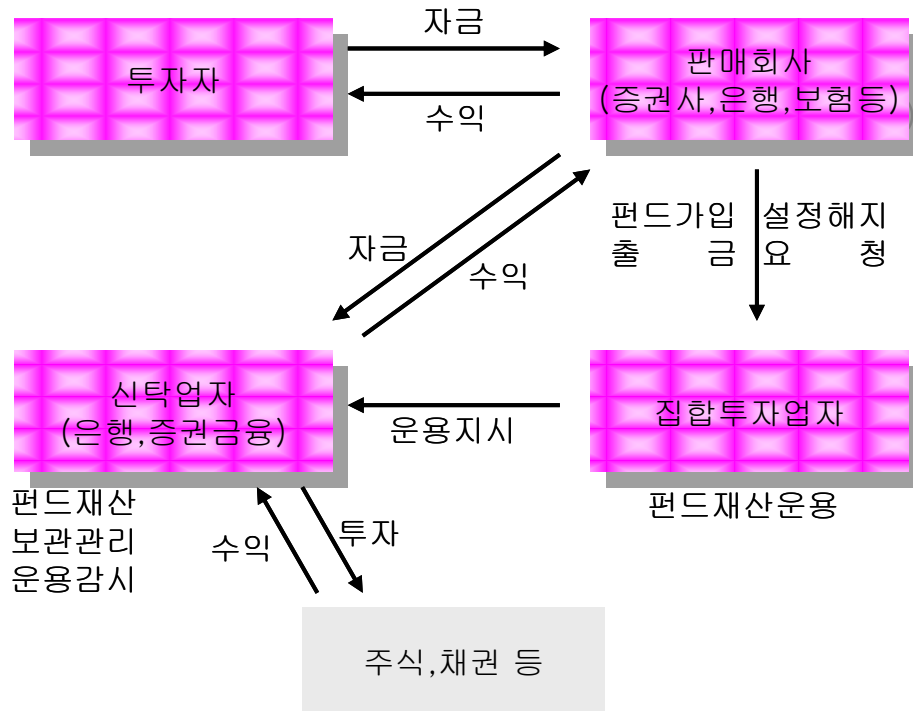 자금
투자자
판매회사
(증권사,은행,보험등)
수익
펀드가입
출 금
설정해지
요 청
자금
수익
신탁업자
(은행,증권금융)
운용지시
집합투자업자
펀드재산
보관관리
운용감시
펀드재산운용
수익
투자
주식,채권 등